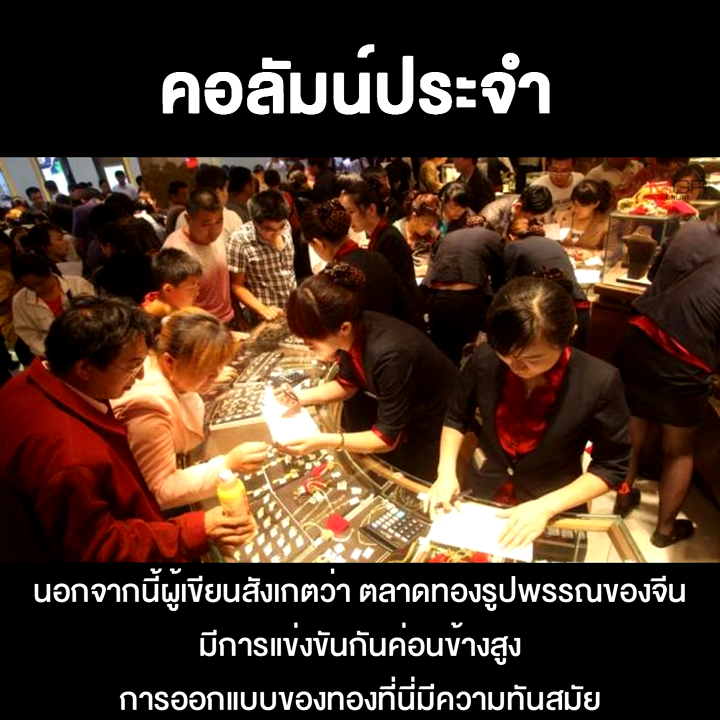 คอลัมน์ประจำ
นอกจากนี้ผู้เขียนสังเกตว่า ตลาดทองรูปพรรณของจีน
มีการแข่งขันกันค่อนข้างสูง
การออกแบบของทองที่นี่มีความทันสมัย